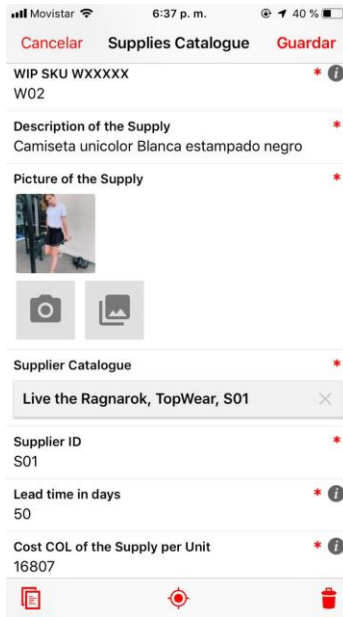 Movistar 6:37 p. m. 40 %
Cancelar Supplies Catalogue Guardar
WIP SKU WXXXXX * i
W02
Description of the Supply *
Camiseta unicolor Blanca estampado negro
Picture of the Supply *
Supplier Catalogue *
Live the Ragnarok, TopWear, S01
Supplier ID *
S01
Lead time in days * i
50
Cost COL of the Supply per Unit * i
16807